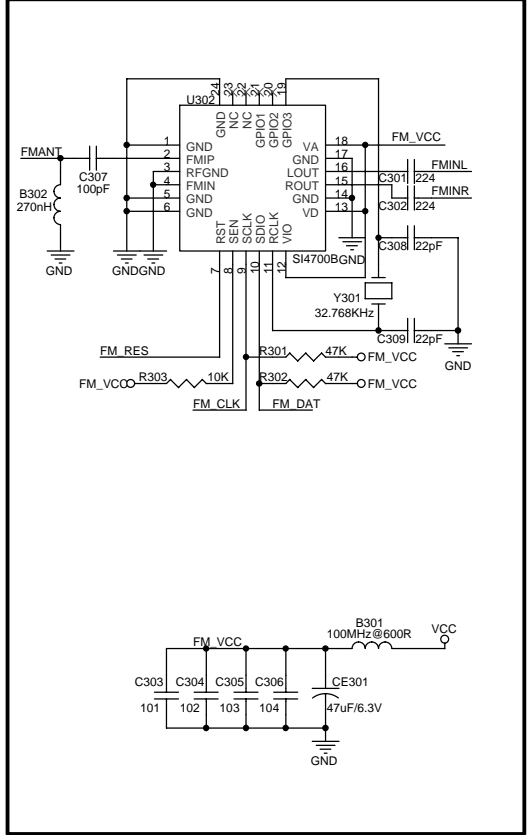 24
23
22
21
20
19
U302
GND
NC
NC
GPIO1
GPIO2
GPIO3
1 GND
2 FMIP
3 RFGND
4 FMIN
5 GND
6 GND
VA 18 FM_VCC
GND 17
LOUT 16 FMINL
ROUT 15 FMINR
GND 14
VD 13
FMANT
C307
100pF
B302
270nH
C301 224
C302 224
RST
SEN
SCLK
SDIO
RCLK
VIO
SI4700B
7
8
9
10
11
12
GND
GND
GND
GND
C308 22pF
Y301
32.768KHz
C309 22pF
GND
FM_RES
R301 47K FM_VCC
FM_VCC R303 10K
R302 47K FM_VCC
FM_CLK
FM_DAT
B301
100MHz@600R
VCC
FM_VCC
C303
101
C304
102
C305
103
C306
104
CE301
47uF/6.3V
GND